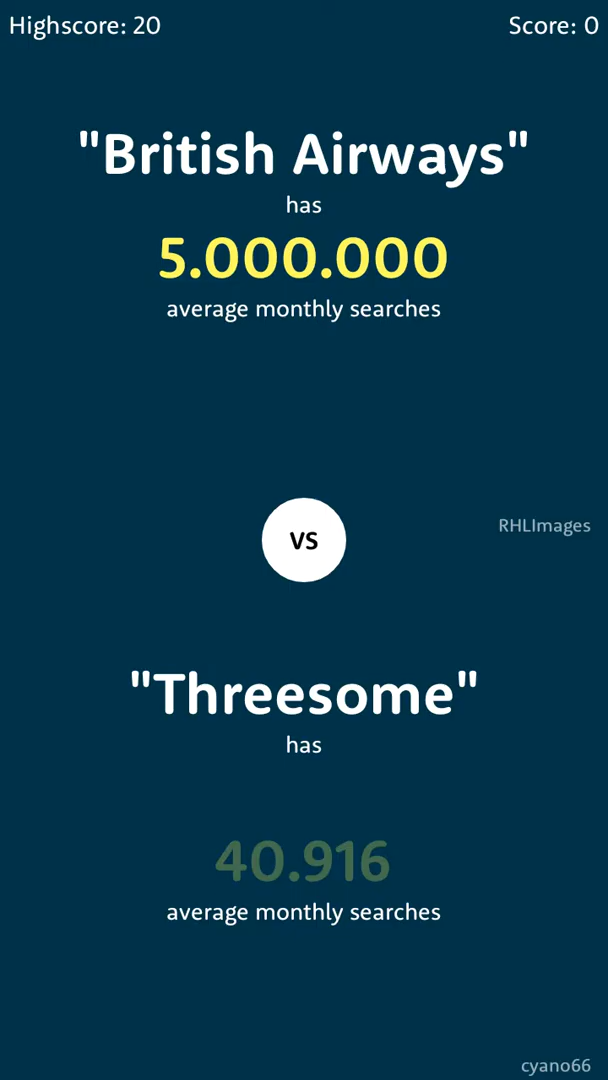 Highscore: 20
Score: 0
"British Airways"
has
5.000.000
average monthly searches
VS
RHLImages
"Threesome"
has
40.916
average monthly searches
cyano66